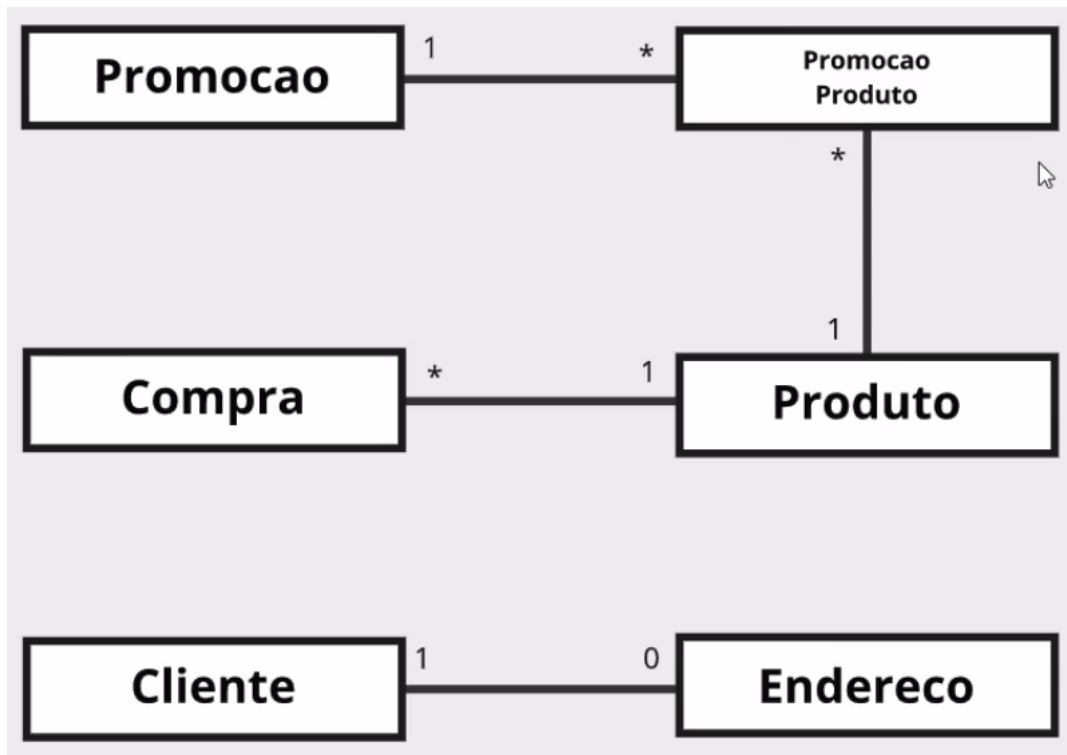 Promocao
1
*
Promocao
Produto
*
1
Compra
*
1
Produto
Cliente
1
0
Endereco